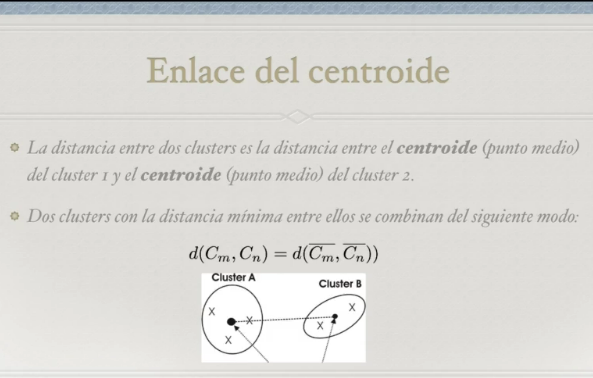 Enlace del centroide
La distancia entre dos clusters es la distancia entre el centroide (punto medio)
del cluster 1 y el centroide (punto medio) del cluster 2.
Dos clusters con la distancia mínima entre ellos se combinan del siguiente modo:
d(C_m, C_n) = d(\overline{C_m}, \overline{C_n}))
Cluster A
Cluster B
X
X
X
X
X